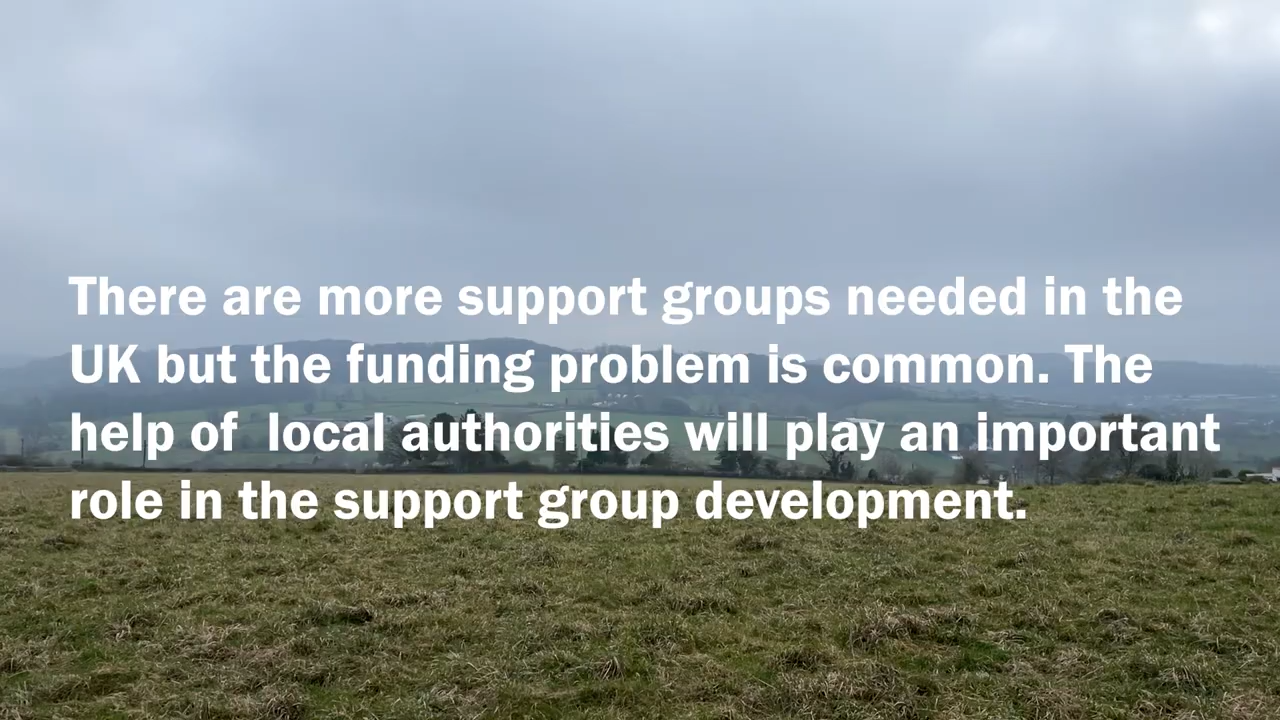 There are more support groups needed in the
UK but the funding problem is common. The
help of  local authorities will play an important
role in the support group development.